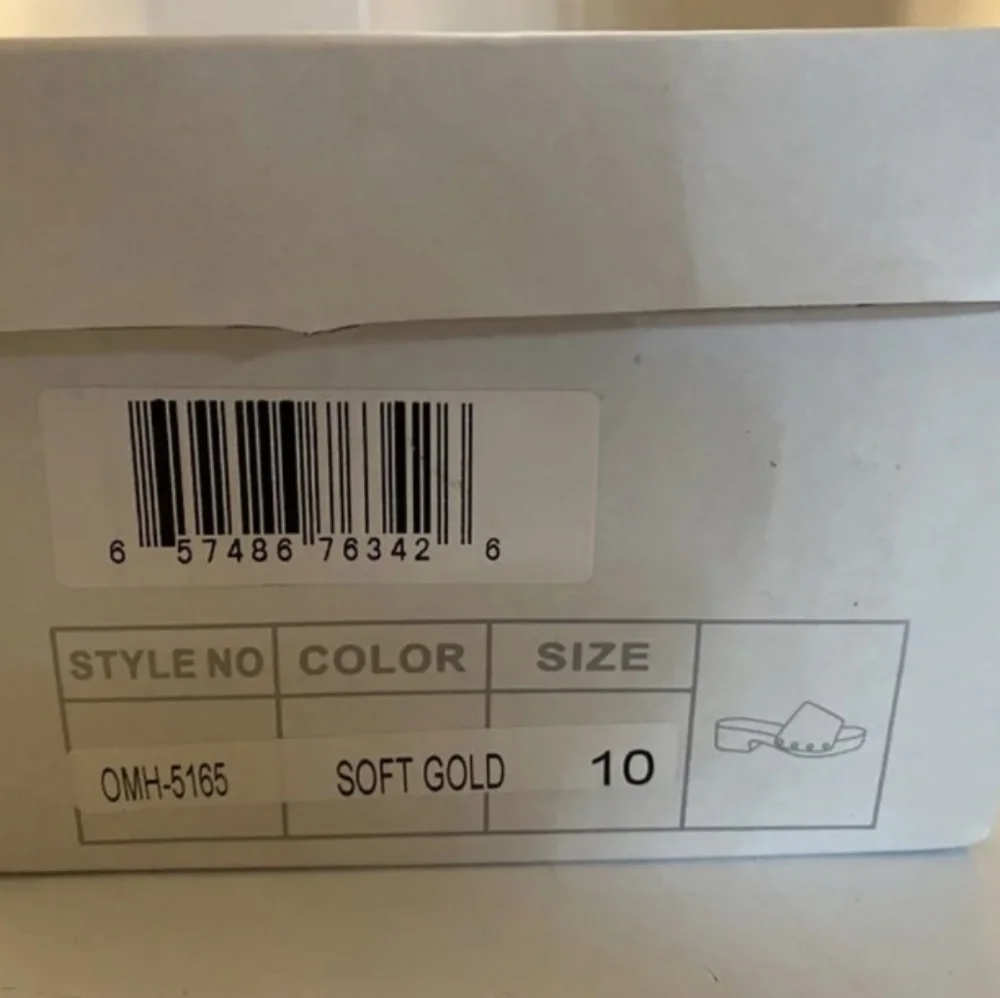 6 57486 76342 6
STYLE NO COLOR SIZE
OMH-5165 SOFT GOLD 10